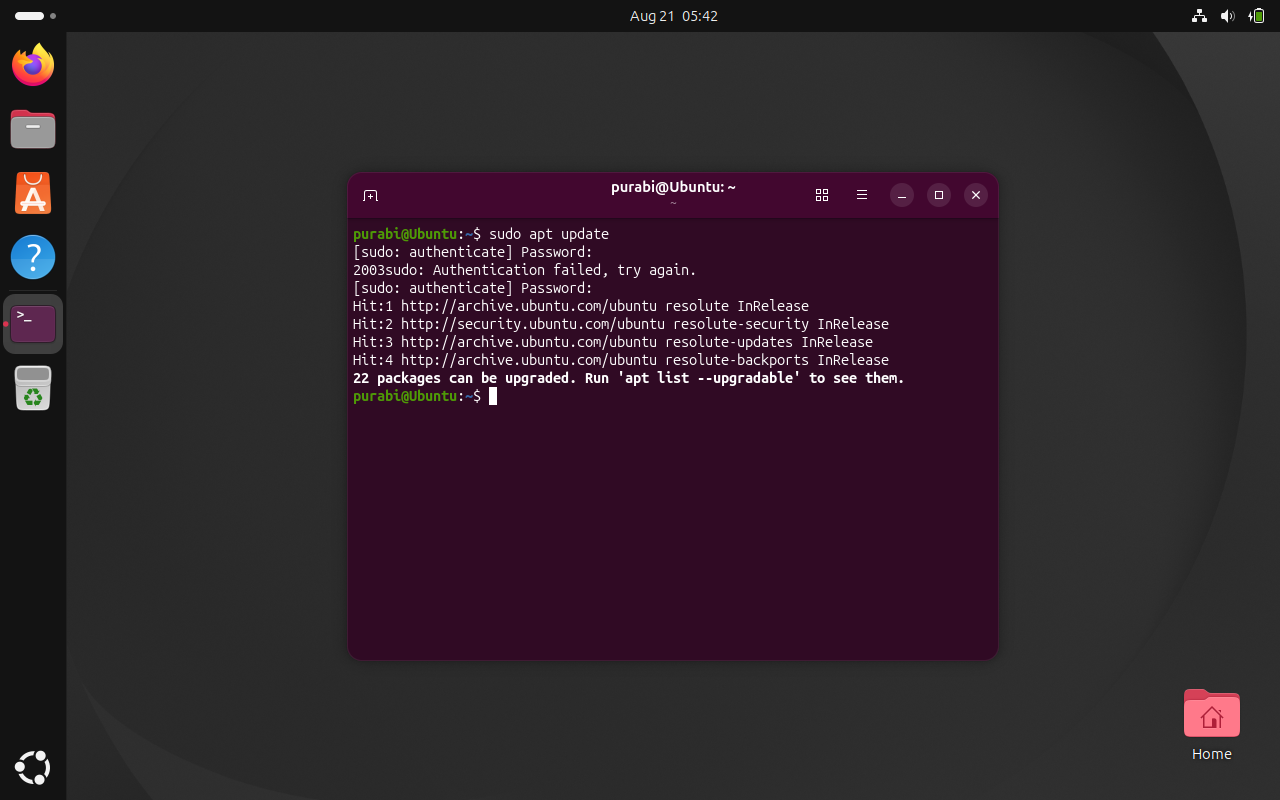 Aug 21 05:42
purabi@Ubuntu: ~
~
purabi@Ubuntu:~$ sudo apt update
[sudo: authenticate] Password:
2003sudo: Authentication failed, try again.
[sudo: authenticate] Password:
Hit:1 http://archive.ubuntu.com/ubuntu resolute InRelease
Hit:2 http://security.ubuntu.com/ubuntu resolute-security InRelease
Hit:3 http://archive.ubuntu.com/ubuntu resolute-updates InRelease
Hit:4 http://archive.ubuntu.com/ubuntu resolute-backports InRelease
22 packages can be upgraded. Run 'apt list --upgradable' to see them.
purabi@Ubuntu:~$
Home